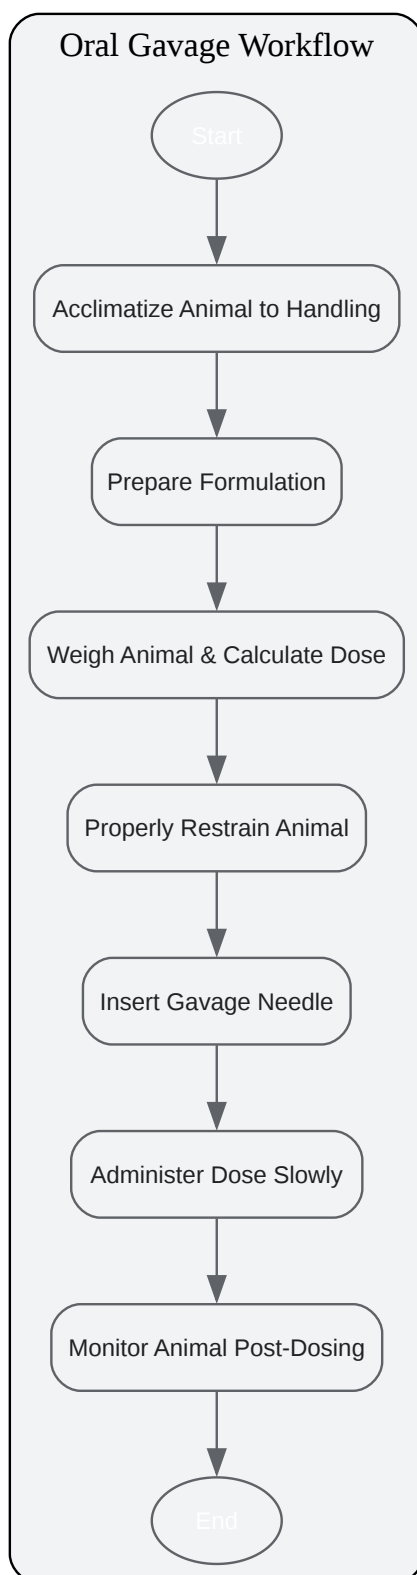 Oral Gavage Workflow
Start
Acclimatize Animal to Handling
Prepare Formulation
Weigh Animal & Calculate Dose
Properly Restrain Animal
Insert Gavage Needle
Administer Dose Slowly
Monitor Animal Post-Dosing
End